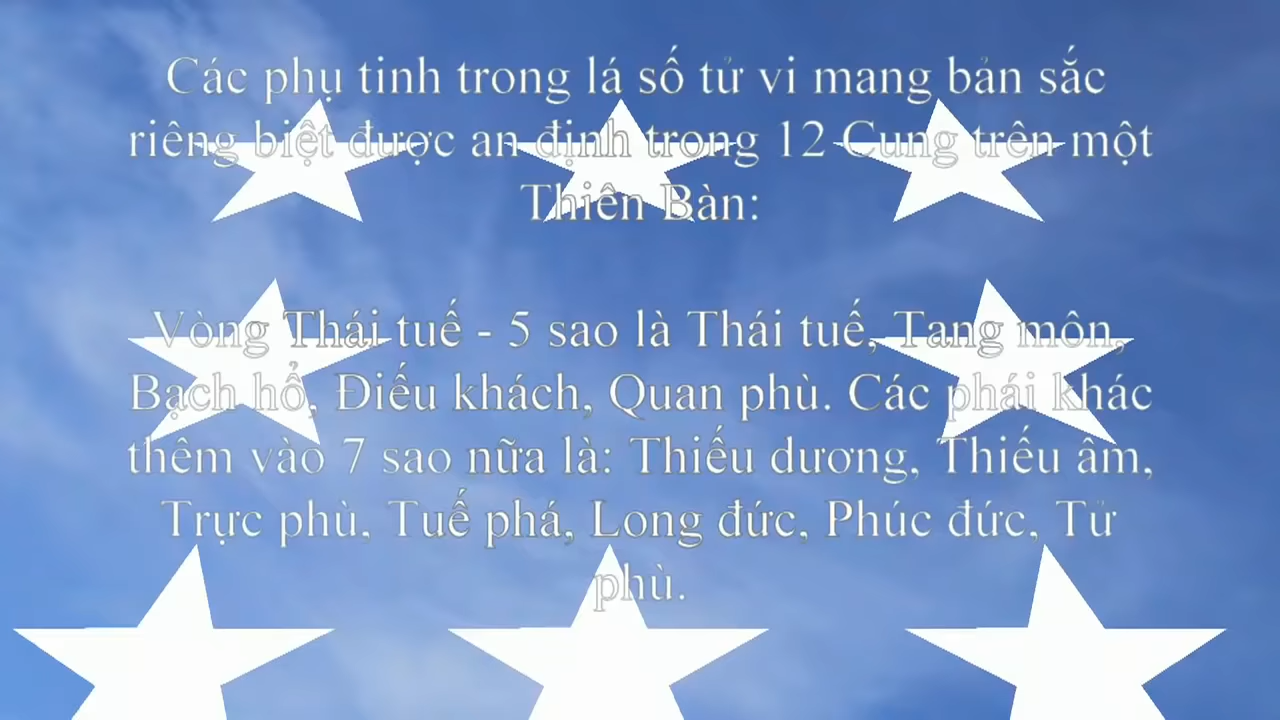 Các phụ tinh trong lá số tử vi mang bản sắc
riêng biệt được an định trong 12 Cung trên một
Thiên Bàn:
Vòng Thái tuế - 5 sao là Thái tuế, Tang môn,
Bạch hổ, Điếu khách, Quan phù. Các phái khác
thêm vào 7 sao nữa là: Thiếu dương, Thiếu âm,
Trực phù, Tuế phá, Long đức, Phúc đức, Tử
phù.